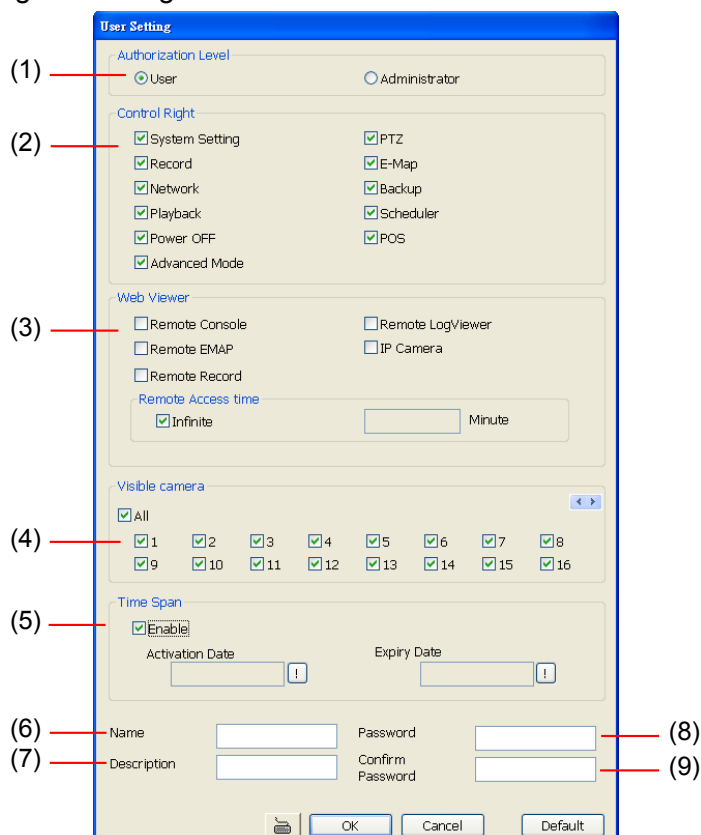 User Setting
Authorization Level
(1)
User Administrator
Control Right
(2)
System Setting PTZ
Record E-Map
Network Backup
Playback Scheduler
Power OFF POS
Advanced Mode
Web Viewer
(3)
Remote Console Remote LogViewer
Remote EMAP IP Camera
Remote Record
Remote Access time
Infinite Minute
Visible camera
< >
All
(4)
1 2 3 4 5 6 7 8
9 10 11 12 13 14 15 16
Time Span
(5)
Enable
Activation Date Expiry Date
! !
(6) Name Password (8)
(7) Description Confirm Password (9)
OK Cancel Default